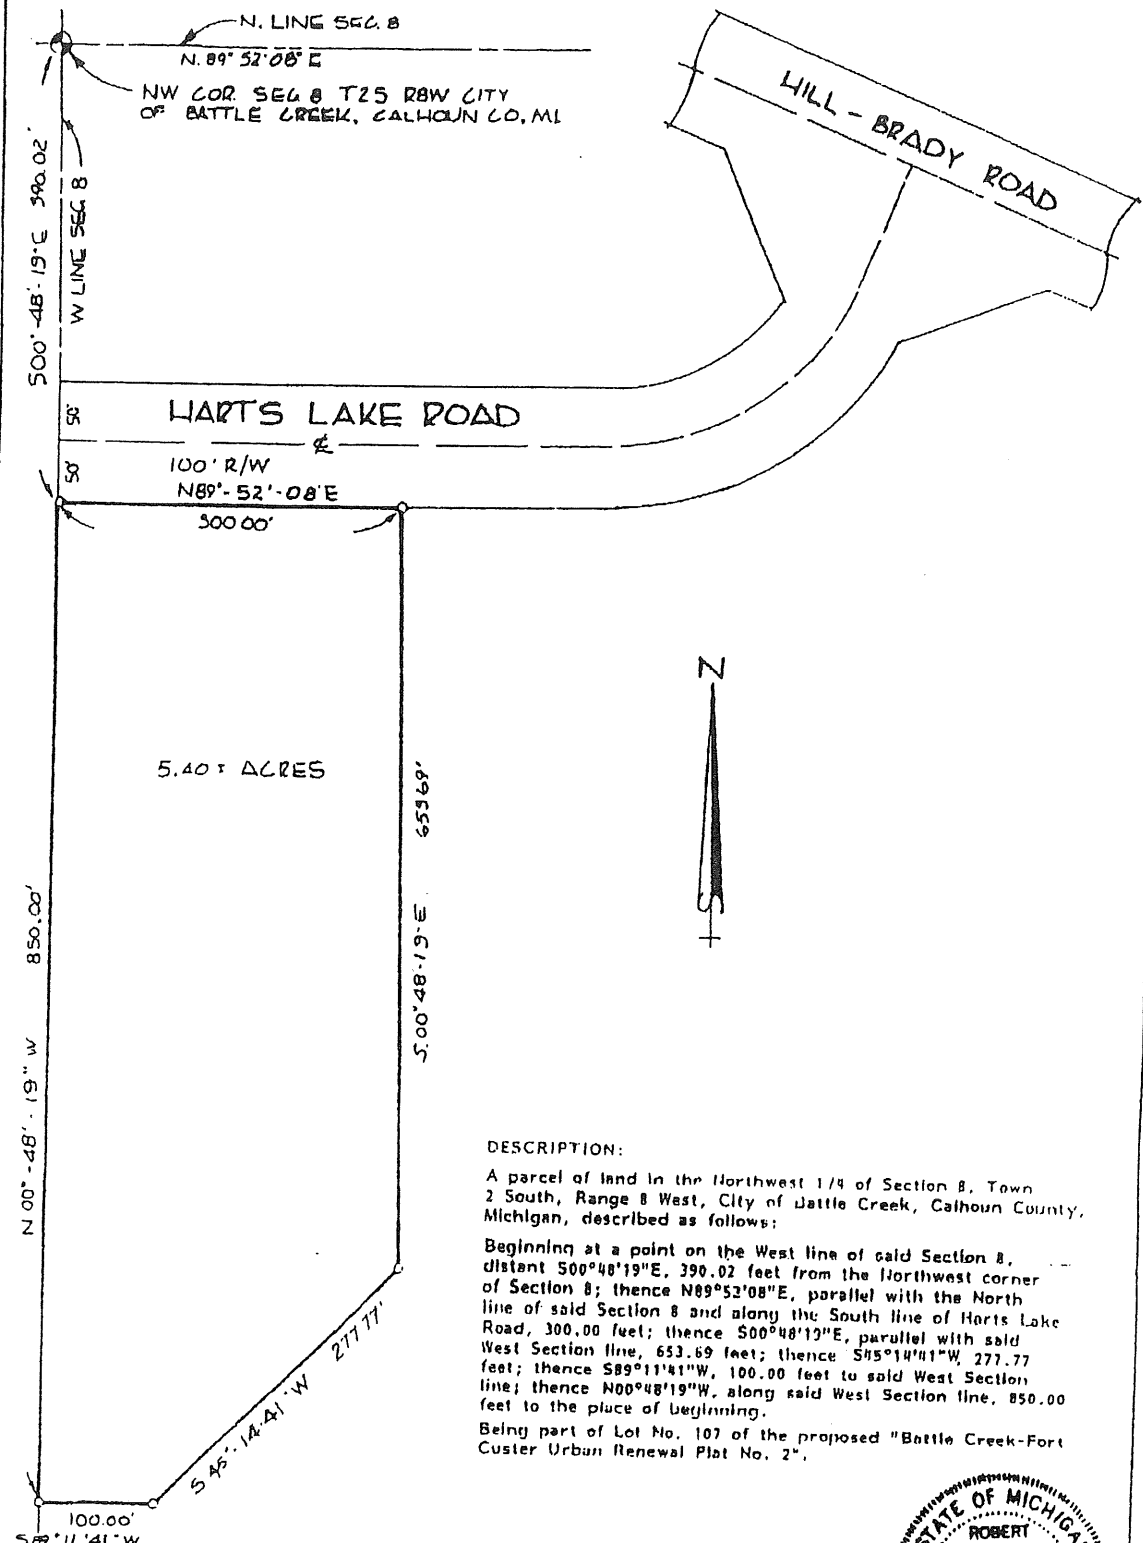 N. LINE SEC. 8
N. 89° 52' 08" E
NW COR. SEC. 8 T2S R8W CITY
OF BATTLE CREEK, CALHOUN CO, MI
HILL - BRADY ROAD
S00°-48'-19"E 390.02'
W LINE SEC. 8
50'
HARTS LAKE ROAD
℄
50'
100' R/W
N89°-52'-08"E
300.00'
N
S
5.40± ACRES
653.69'
S.00°48'-19"E
850.00'
N 00°-48'-19" W
277.77'
S 45°-14'-41" W
100.00'
S 89° 11' 41" W
DESCRIPTION:
A parcel of land in the Northwest 1/4 of Section 8, Town
2 South, Range 8 West, City of Battle Creek, Calhoun County,
Michigan, described as follows:
Beginning at a point on the West line of said Section 8,
distant S00°48'19"E, 390.02 feet from the Northwest corner
of Section 8; thence N89°52'08"E, parallel with the North
line of said Section 8 and along the South line of Harts Lake
Road, 300.00 feet; thence S00°48'19"E, parallel with said
West Section line, 653.69 feet; thence S45°14'41"W, 277.77
feet; thence S89°11'41"W, 100.00 feet to said West Section
line; thence N00°48'19"W, along said West Section line, 850.00
feet to the place of beginning.
Being part of Lot No. 107 of the proposed "Battle Creek-Fort
Custer Urban Renewal Plat No. 2".
STATE OF MICHIGAN
ROBERT